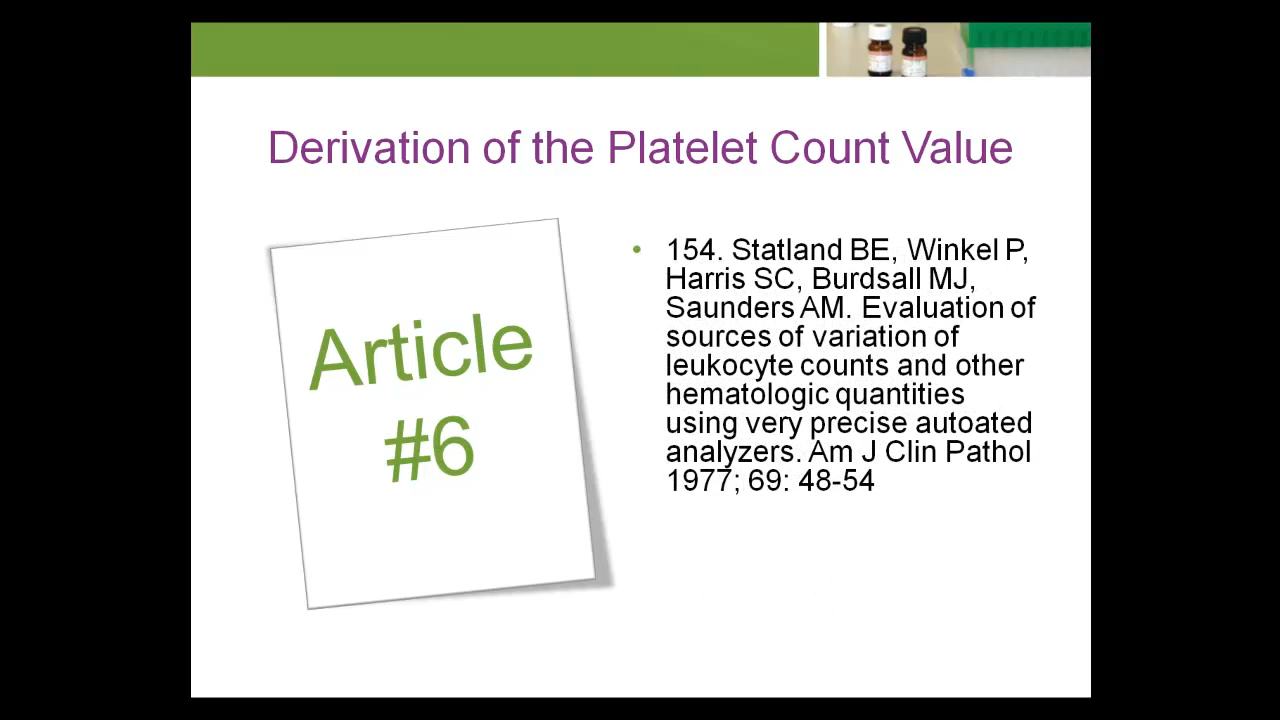 Derivation of the Platelet Count Value
Article
#6
• 154. Statland BE, Winkel P,
Harris SC, Burdsall MJ,
Saunders AM. Evaluation of
sources of variation of
leukocyte counts and other
hematologic quantities
using very precise autoated
analyzers. Am J Clin Pathol
1977; 69: 48-54